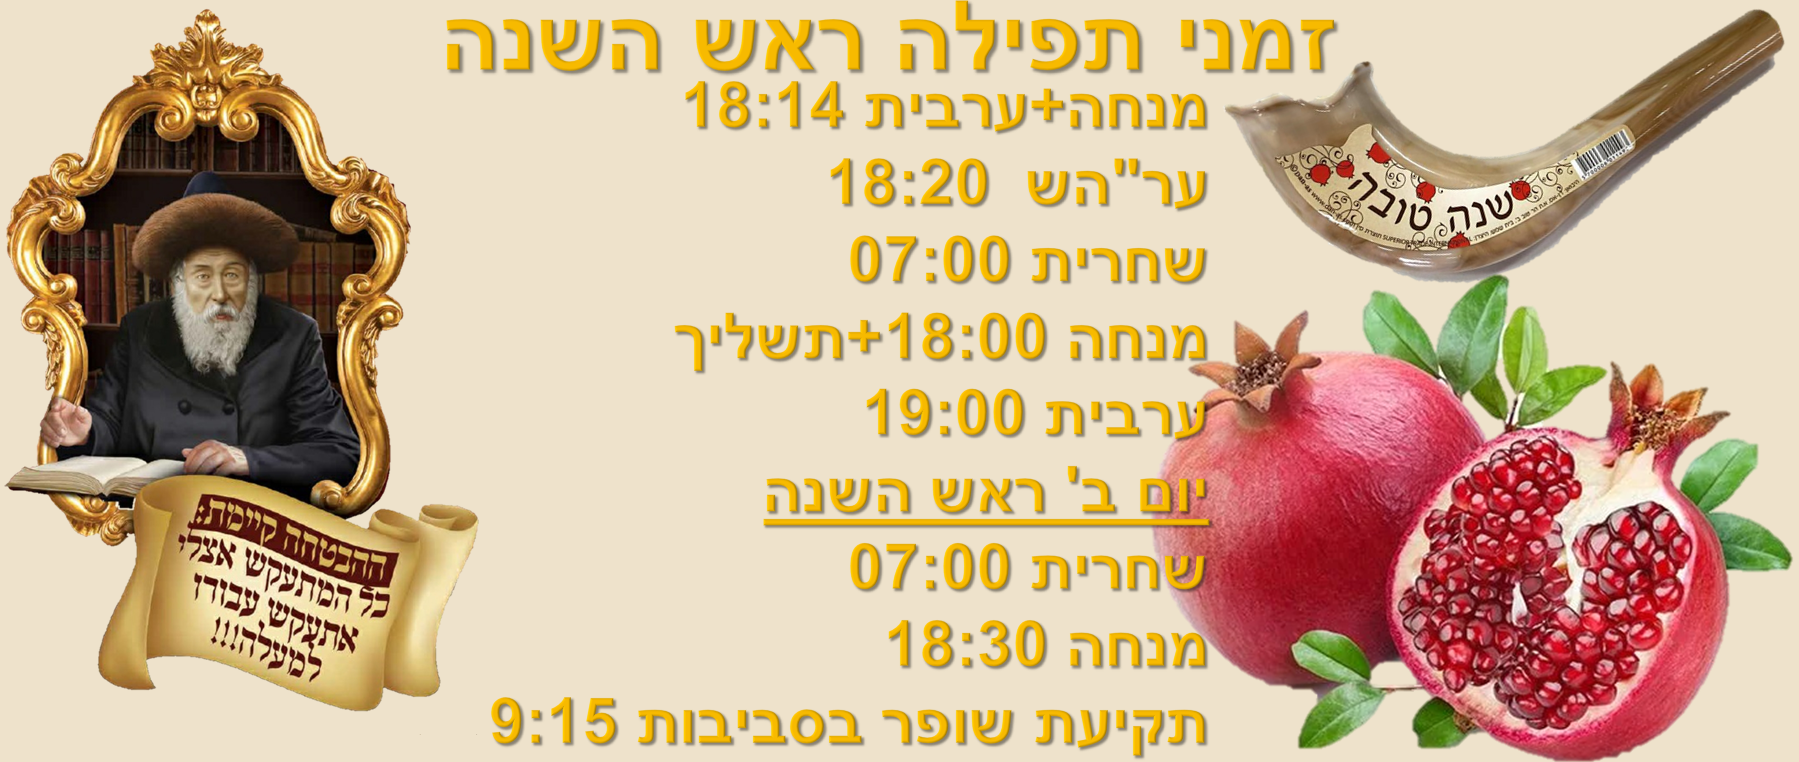 זמני תפילה ראש השנה
מנחה+ערבית 18:14
ער"הש 18:20
שחרית 07:00
מנחה 18:00+תשליך
ערבית 19:00
יום ב' ראש השנה
שחרית 07:00
מנחה 18:30
תקיעת שופר בסביבות 9:15
שנה טובה
ההבטחה קיימת:
כל המתעקש אצלי
אתעקש עבורו
למעלה!!!